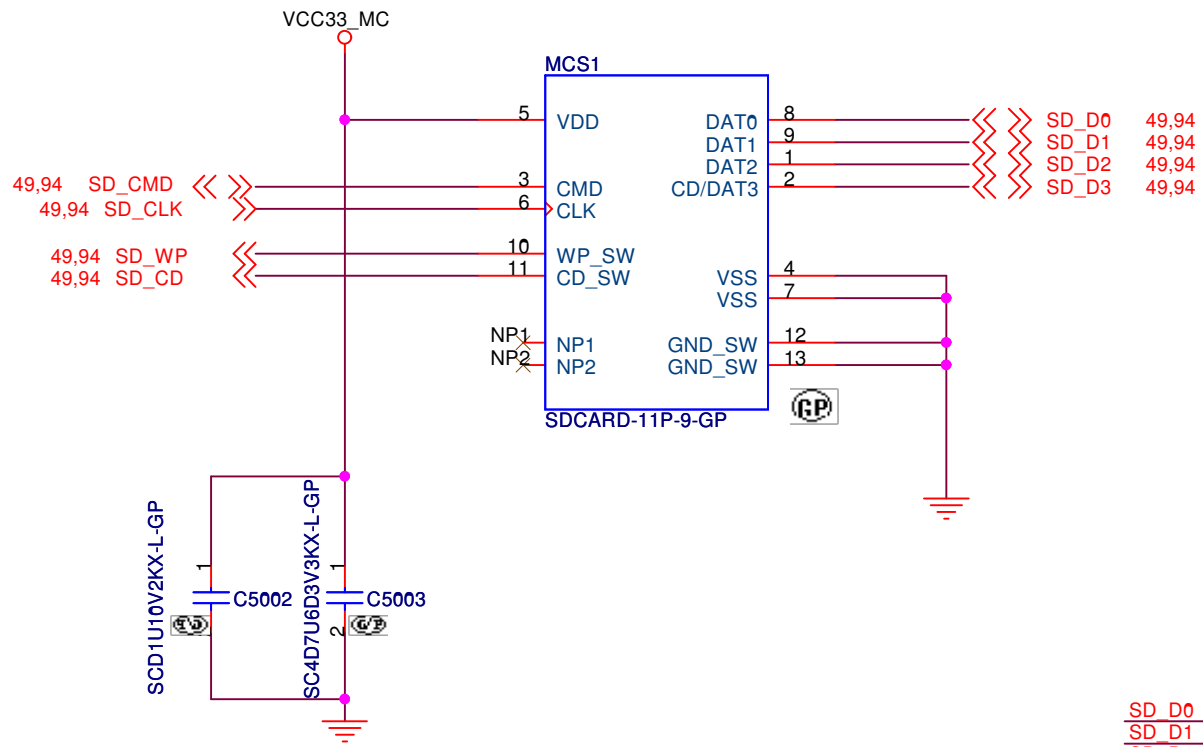 VCC33_MC
MCS1
5 VDD
DAT0 8 SD_D0 49,94
DAT1 9 SD_D1 49,94
DAT2 1 SD_D2 49,94
49,94 SD_CMD 3 CMD
CD/DAT3 2 SD_D3 49,94
49,94 SD_CLK 6 CLK
49,94 SD_WP 10 WP_SW
49,94 SD_CD 11 CD_SW
VSS 4
VSS 7
NP1 NP1
GND_SW 12
NP2 NP2
GND_SW 13
GP
SDCARD-11P-9-GP
SCD1U10V2KX-L-GP
1
C5002
SC4D7U6D3V3KX-L-GP
1
C5003
2
G/P
SD_D0
SD_D1